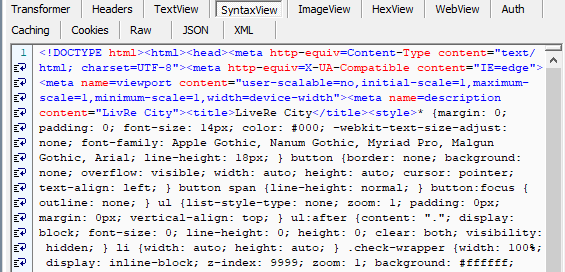 Transformer Headers TextView SyntaxView ImageView HexView WebView Auth
Caching Cookies Raw JSON XML
1 <!DOCTYPE html><html><head><meta http-equiv=Content-Type content="text/
html; charset=UTF-8"><meta http-equiv=X-UA-Compatible content="IE=edge">
<meta name=viewport content="user-scalable=no,initial-scale=1,maximum-
scale=1,minimum-scale=1,width=device-width"><meta name=description
content="LivRe City"><title>LiveRe City</title><style>* {margin: 0;
padding: 0; font-size: 14px; color: #000; -webkit-text-size-adjust:
none; font-family: Apple Gothic, Nanum Gothic, Myriad Pro, Malgun
Gothic, Arial; line-height: 18px; } button {border: none; background:
none; overflow: visible; width: auto; height: auto; cursor: pointer;
text-align: left; } button span {line-height: normal; } button:focus {
outline: none; } ul {list-style-type: none; zoom: 1; padding: 0px;
margin: 0px; vertical-align: top; } ul:after {content: "."; display:
block; font-size: 0; line-height: 0; height: 0; clear: both; visibility:
hidden; } li {width: auto; height: auto; } .check-wrapper {width: 100%;
display: inline-block; z-index: 9999; zoom: 1; background: #ffffff;